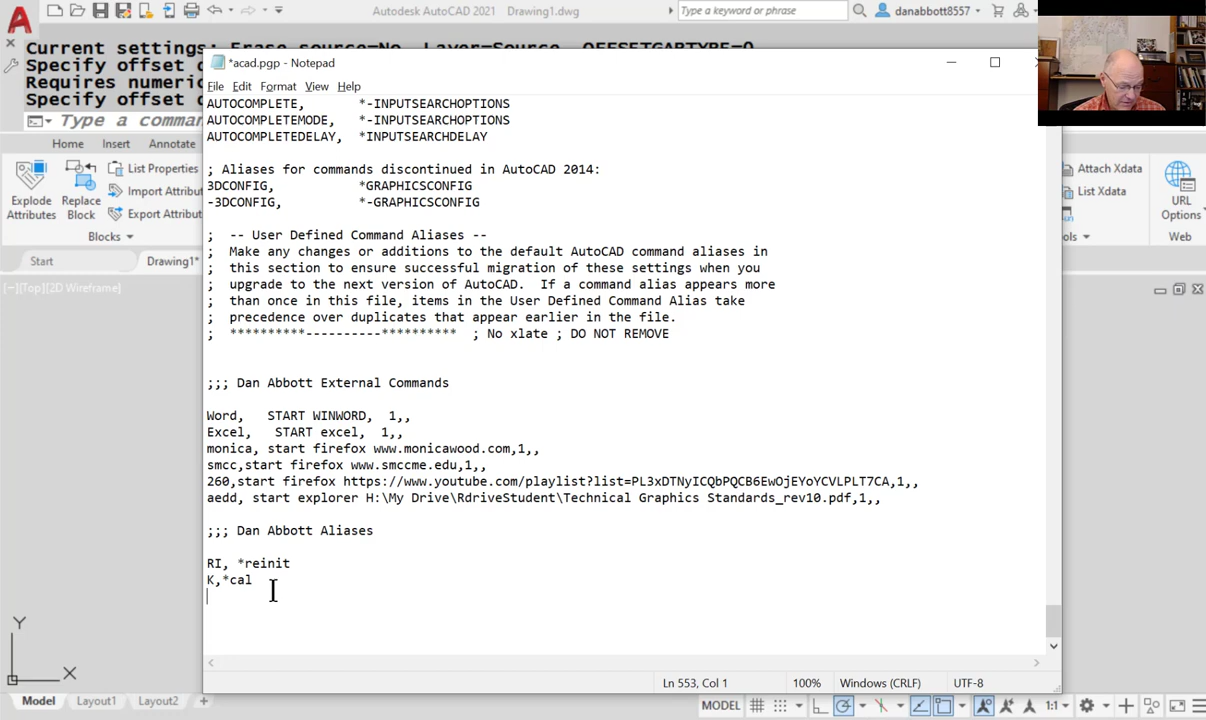 Autodesk AutoCAD 2021 Drawing1.dwg
Type a keyword or phrase
danabbott8557
Current settings: Erase source=No Layer=Source OFFSETGAPTYPE=0
Specify offset d
Requires numeric
Specify offset d
Type a comman
Home Insert Annotate
Explode Attributes
Replace Block
List Properties
Import Attribut
Export Attribut
Blocks
Attach Xdata
List Xdata
ols
URL Options
Web
Start Drawing1*
[−][Top][2D Wireframe]
*acad.pgp - Notepad
File Edit Format View Help
AUTOCOMPLETE, *-INPUTSEARCHOPTIONS
AUTOCOMPLETEMODE, *-INPUTSEARCHOPTIONS
AUTOCOMPLETEDELAY, *INPUTSEARCHDELAY
; Aliases for commands discontinued in AutoCAD 2014:
3DCONFIG, *GRAPHICSCONFIG
-3DCONFIG, *-GRAPHICSCONFIG
; -- User Defined Command Aliases --
; Make any changes or additions to the default AutoCAD command aliases in
; this section to ensure successful migration of these settings when you
; upgrade to the next version of AutoCAD. If a command alias appears more
; than once in this file, items in the User Defined Command Alias take
; precedence over duplicates that appear earlier in the file.
; **********----------********** ; No xlate ; DO NOT REMOVE
;;; Dan Abbott External Commands
Word, START WINWORD, 1,,
Excel, START excel, 1,,
monica, start firefox www.monicawood.com,1,,
smcc,start firefox www.smccme.edu,1,,
260,start firefox https://www.youtube.com/playlist?list=PL3xDTNyICQbPQCB6EwOjEYoYCVLPLT7CA,1,,
aedd, start explorer H:\My Drive\RdriveStudent\Technical Graphics Standards_rev10.pdf,1,,
;;; Dan Abbott Aliases
RI, *reinit
K,*cal
Ln 553, Col 1 100% Windows (CRLF) UTF-8
Y
X
Model Layout1 Layout2 +
MODEL 1:1